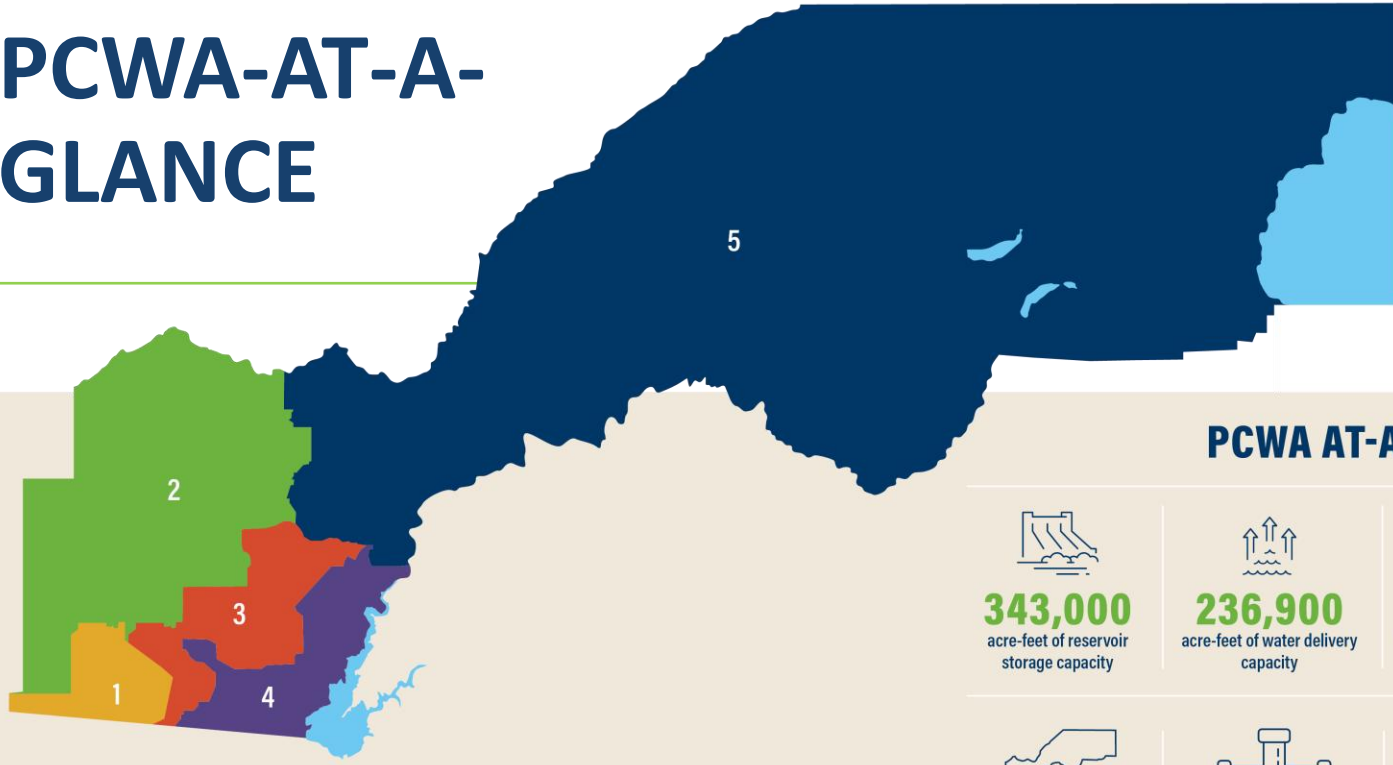 PCWA-AT-A-
GLANCE
5
2
3
1
4
PCWA AT-A
343,000
acre-feet of reservoir
storage capacity
236,900
acre-feet of water delivery
capacity